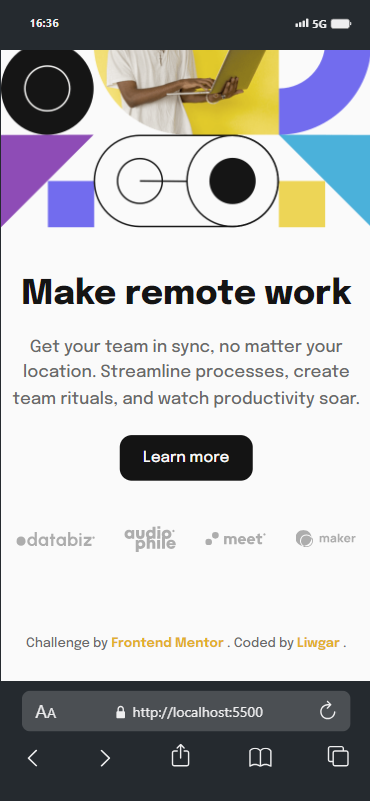 16:36
5G
Make remote work
Get your team in sync, no matter your
location. Streamline processes, create
team rituals, and watch productivity soar.
Learn more
databiz
audio
phile
meet
maker
Challenge by Frontend Mentor . Coded by Liwgar .
AA
http://localhost:5500